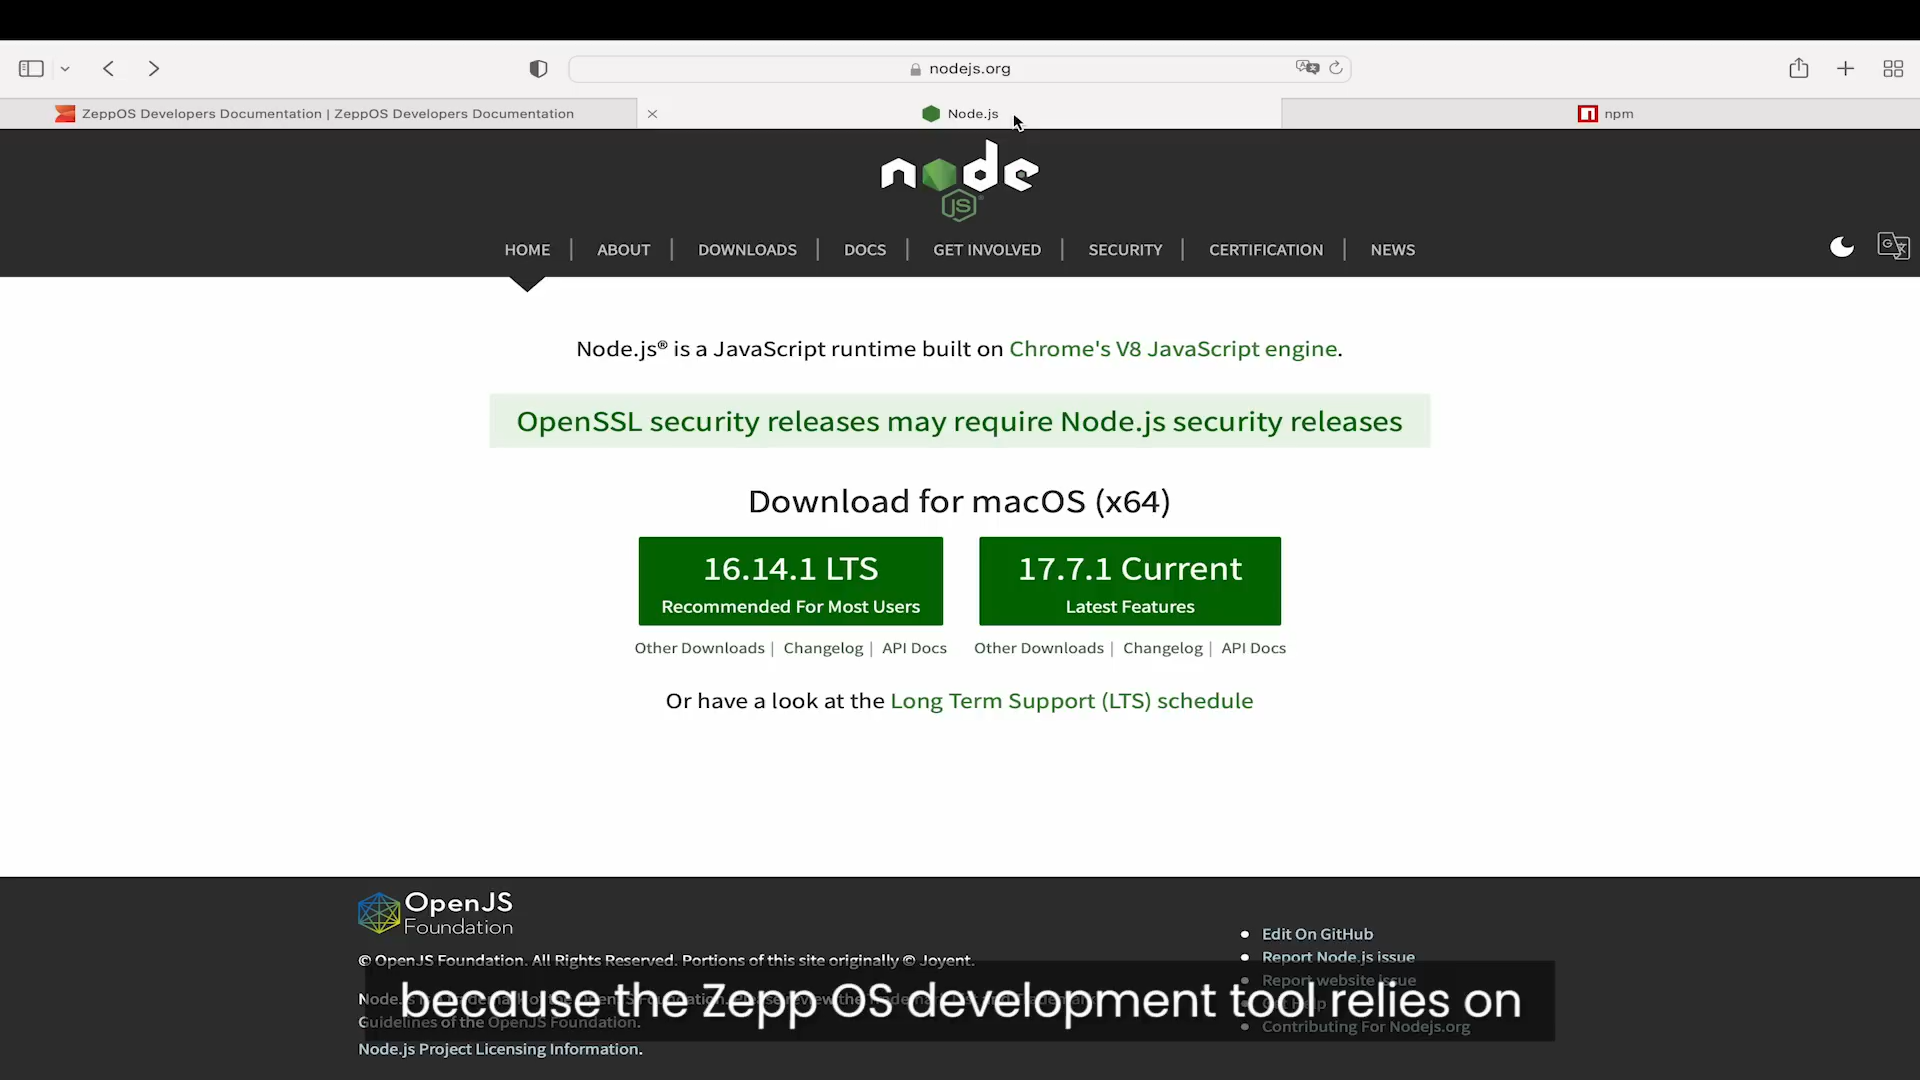 nodejs.org
ZeppOS Developers Documentation | ZeppOS Developers Documentation
Node.js
npm
node
JS
HOME | ABOUT | DOWNLOADS | DOCS | GET INVOLVED | SECURITY | CERTIFICATION | NEWS
Node.js® is a JavaScript runtime built on Chrome's V8 JavaScript engine.
OpenSSL security releases may require Node.js security releases
Download for macOS (x64)
16.14.1 LTS
Recommended For Most Users
17.7.1 Current
Latest Features
Other Downloads | Changelog | API Docs
Other Downloads | Changelog | API Docs
Or have a look at the Long Term Support (LTS) schedule
OpenJS
Foundation
© OpenJS Foundation. All Rights Reserved. Portions of this site originally © Joyent.
Guidelines of the OpenJS Foundation.
Node.js Project Licensing Information.
Edit On GitHub
Report Node.js issue
Report website issue
Contributing For Nodejs.org
because the Zepp OS development tool relies on